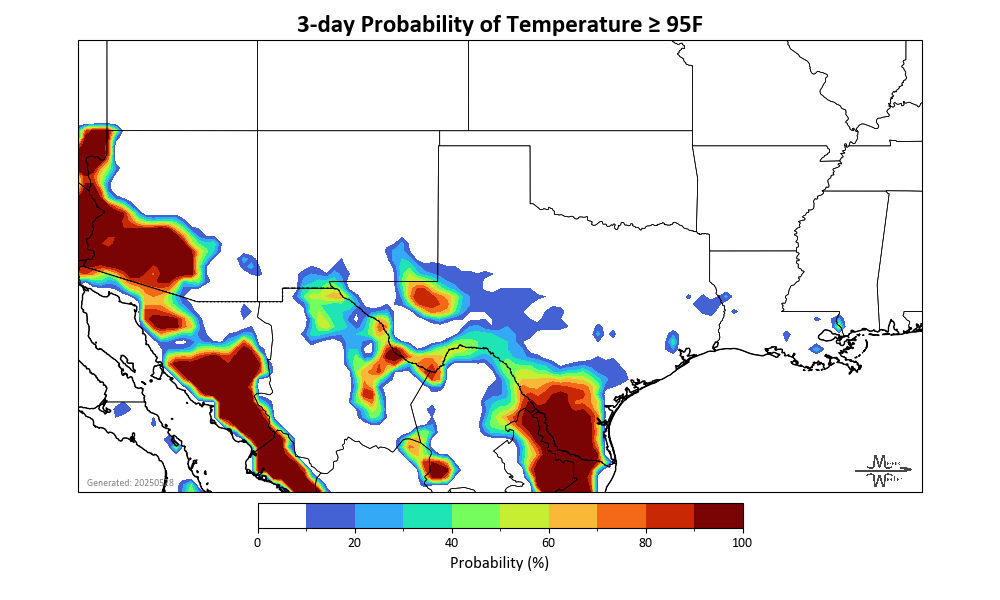 3-day Probability of Temperature ≥ 95F
Generated: 20250528
0 20 40 60 80 100
Probability (%)